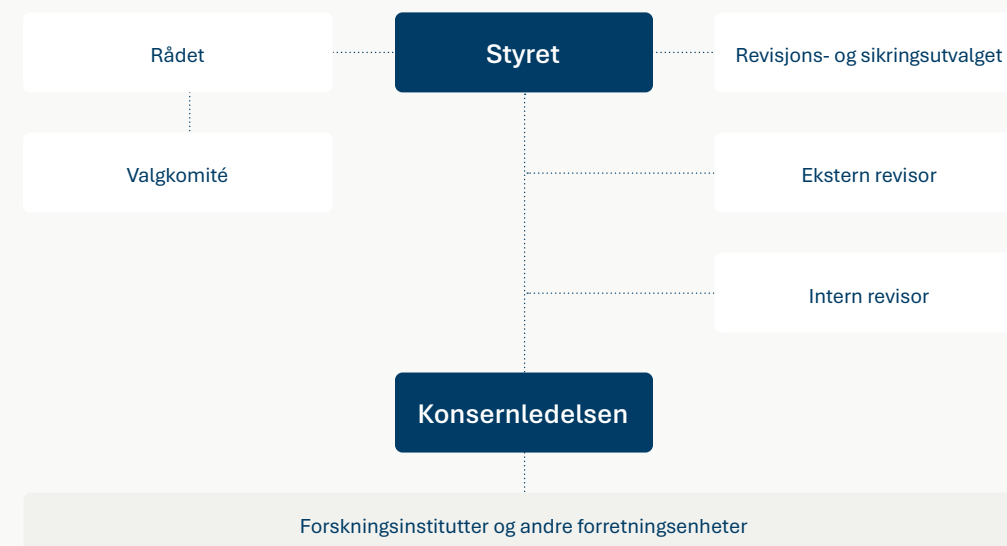 Rådet
Styret
Revisjons- og sikringsutvalget
Valgkomité
Ekstern revisor
Intern revisor
Konsernledelsen
Forskningsinstitutter og andre forretningsenheter